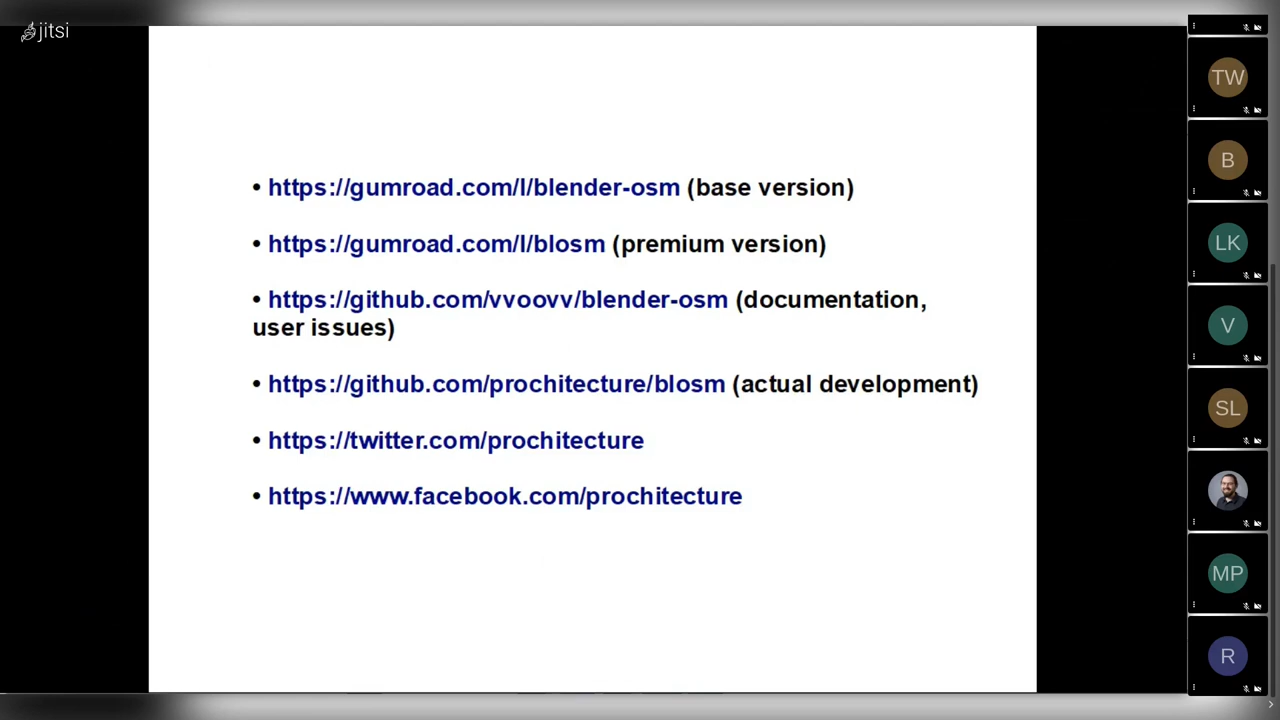 jitsi
• https://gumroad.com/l/blender-osm (base version)
• https://gumroad.com/l/blosm (premium version)
• https://github.com/vvoovv/blender-osm (documentation,
user issues)
• https://github.com/prochitecture/blosm (actual development)
• https://twitter.com/prochitecture
• https://www.facebook.com/prochitecture
TW
B
LK
V
SL
MP
R